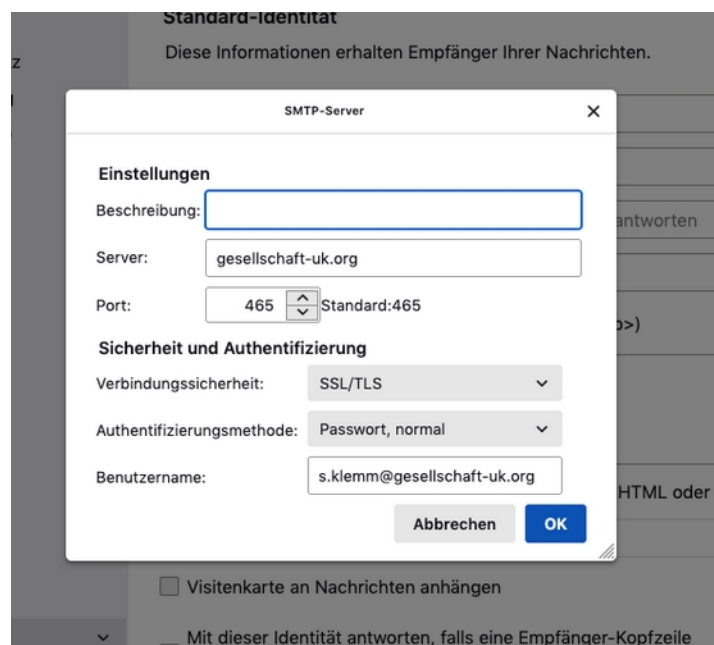 Standard-Identität
Diese Informationen erhalten Empfänger Ihrer Nachrichten.
z
SMTP-Server
Einstellungen
Beschreibung:
antworten
Server: gesellschaft-uk.org
Port: 465 Standard:465
>)
Sicherheit und Authentifizierung
Verbindungssicherheit: SSL/TLS
Authentifizierungsmethode: Passwort, normal
Benutzername: s.klemm@gesellschaft-uk.org
HTML oder
Abbrechen OK
Visitenkarte an Nachrichten anhängen
Mit dieser Identität antworten, falls eine Empfänger-Kopfzeile